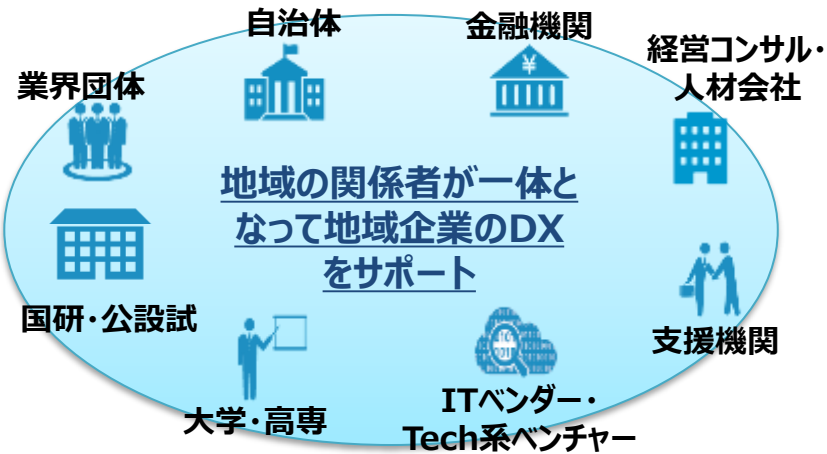 自治体
金融機関
経営コンサル・
人材会社
業界団体
¥
地域の関係者が一体と
なって地域企業のDX
をサポート
国研・公設試
支援機関
大学・高専
ITベンダー・
Tech系ベンチャー